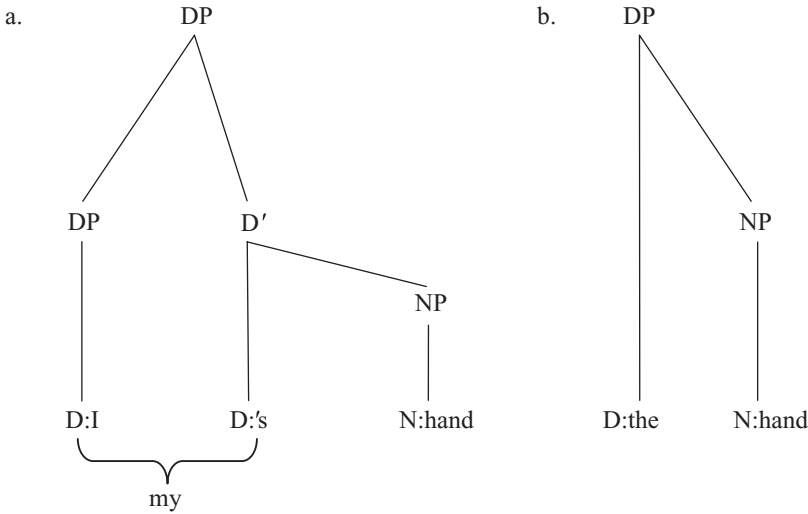 a. DP b. DP
DP D′ NP
NP
D:I D:′s N:hand D:the N:hand
my